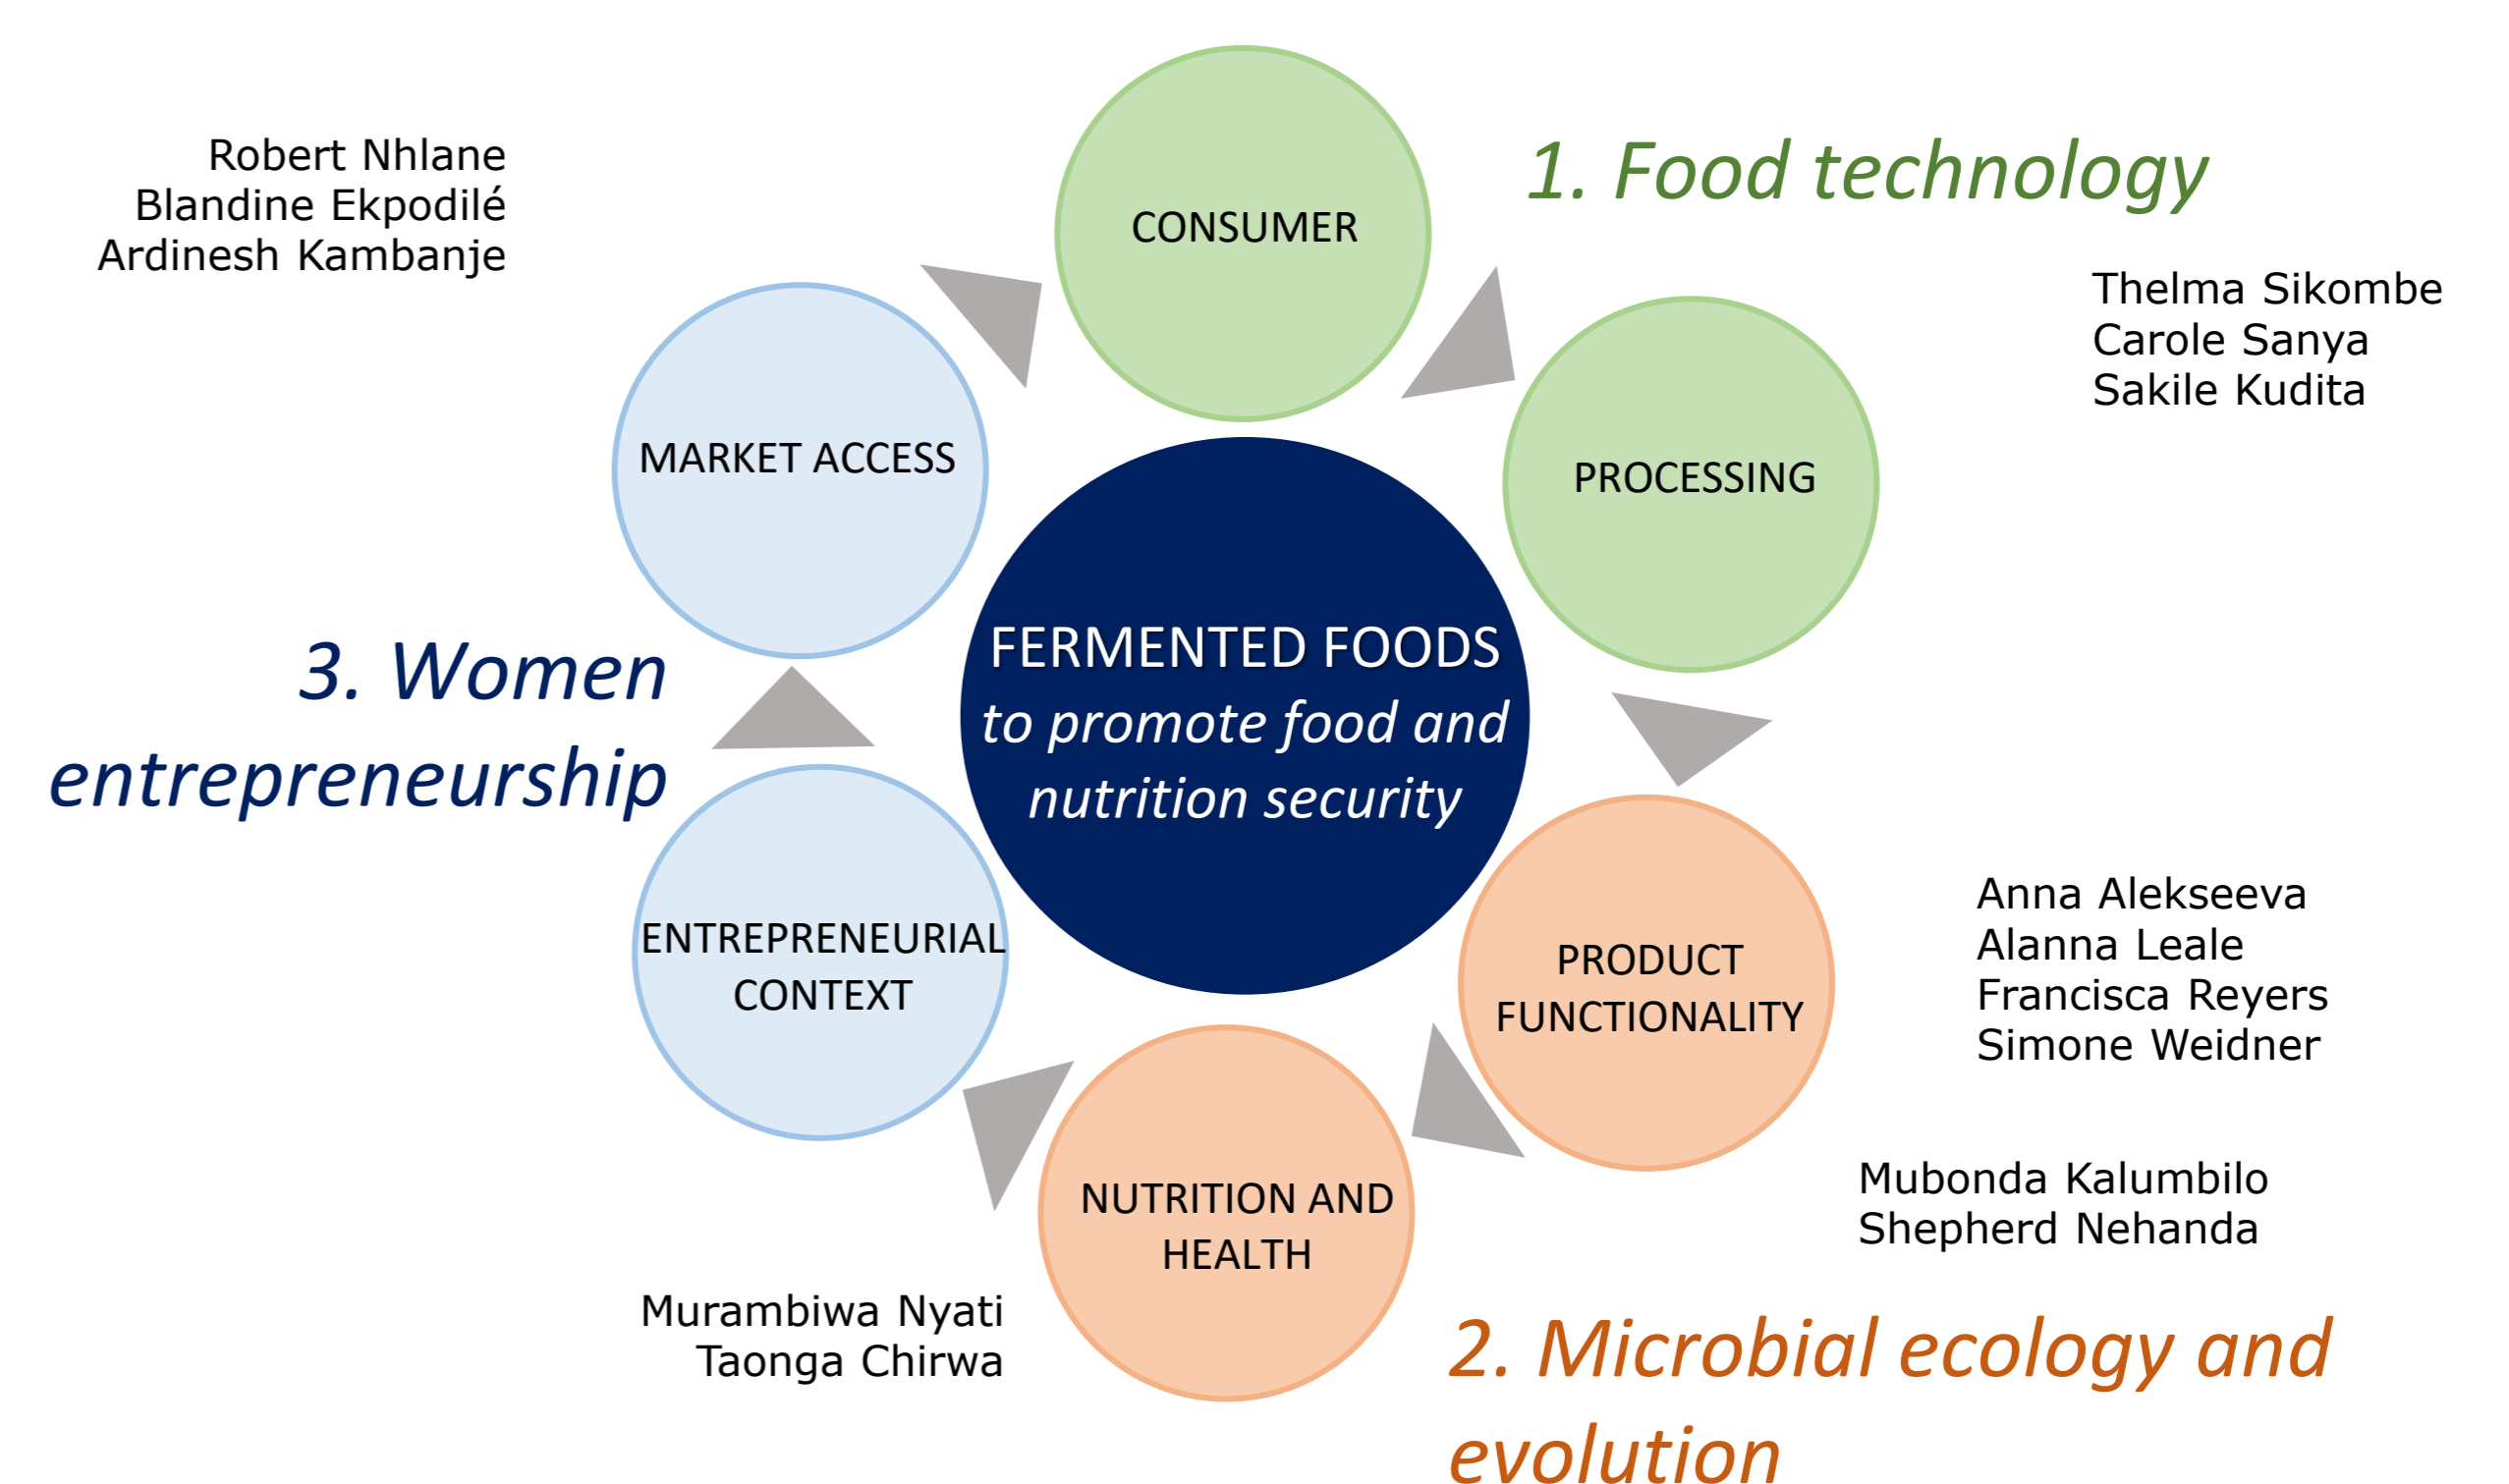 Robert Nhlane
Blandine Ekpodilé
Ardinesh Kambanje
CONSUMER
1. Food technology
Thelma Sikombe
Carole Sanya
Sakile Kudita
MARKET ACCESS
PROCESSING
3. Women
entrepreneurship
FERMENTED FOODS
to promote food and
nutrition security
ENTREPRENEURIAL
CONTEXT
PRODUCT
FUNCTIONALITY
Anna Alekseeva
Alanna Leale
Francisca Reyers
Simone Weidner
NUTRITION AND
HEALTH
Mubonda Kalumbilo
Shepherd Nehanda
Murambiwa Nyati
Taonga Chirwa
2. Microbial ecology and
evolution